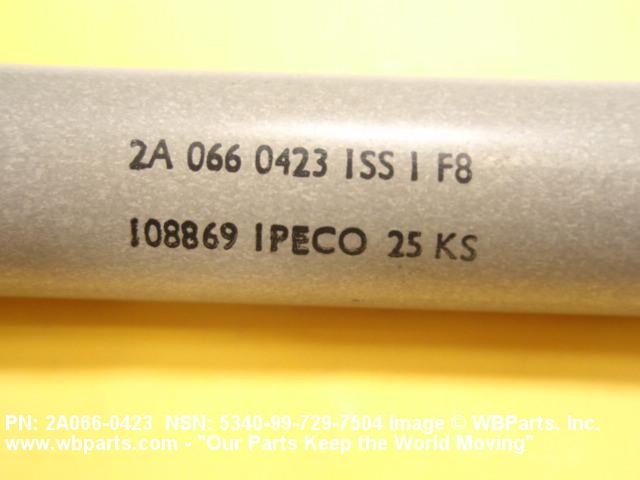 2A 066 0423 ISS I F8
108869 IPECO 25 KS
PN: 2A066-0423 NSN: 5340-99-729-7504 Image © WBParts, Inc.
www.wbparts.com - "Our Parts Keep the World Moving"